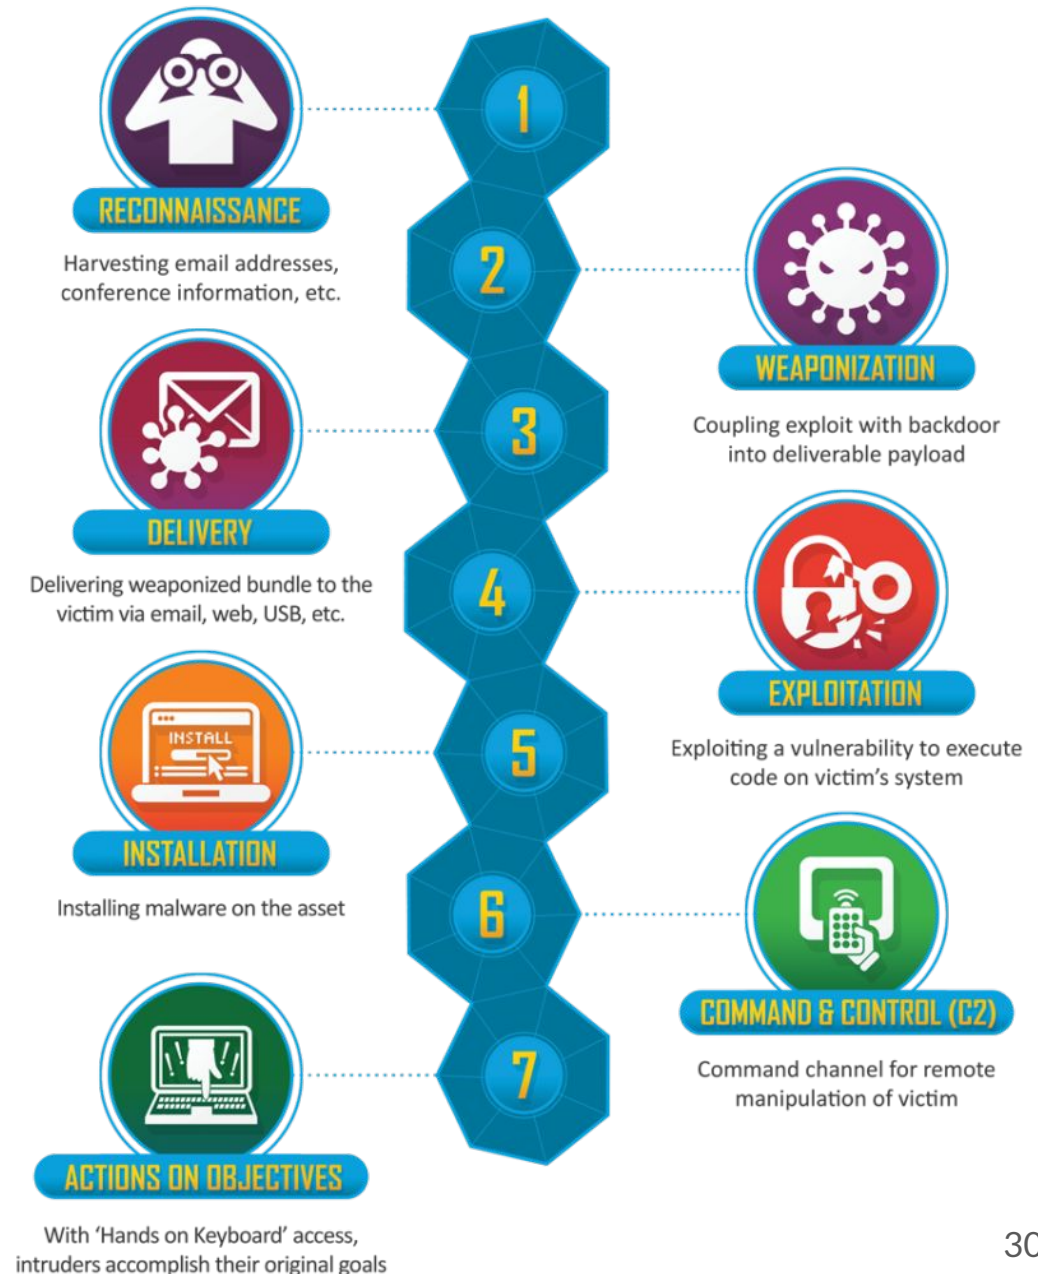 1
RECONNAISSANCE
Harvesting email addresses,
conference information, etc.
2
WEAPONIZATION
Coupling exploit with backdoor
into deliverable payload
3
DELIVERY
Delivering weaponized bundle to the
victim via email, web, USB, etc.
4
EXPLOITATION
Exploiting a vulnerability to execute
code on victim's system
5
INSTALL
INSTALLATION
Installing malware on the asset
6
COMMAND & CONTROL (C2)
Command channel for remote
manipulation of victim
7
ACTIONS ON OBJECTIVES
With 'Hands on Keyboard' access,
intruders accomplish their original goals
30